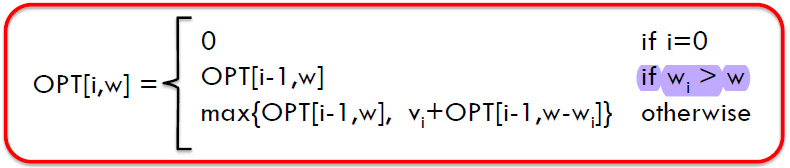 0 if i=0
OPT[i,w] = OPT[i-1,w] if wᵢ > w
max{OPT[i-1,w], vᵢ+OPT[i-1,w-wᵢ]} otherwise